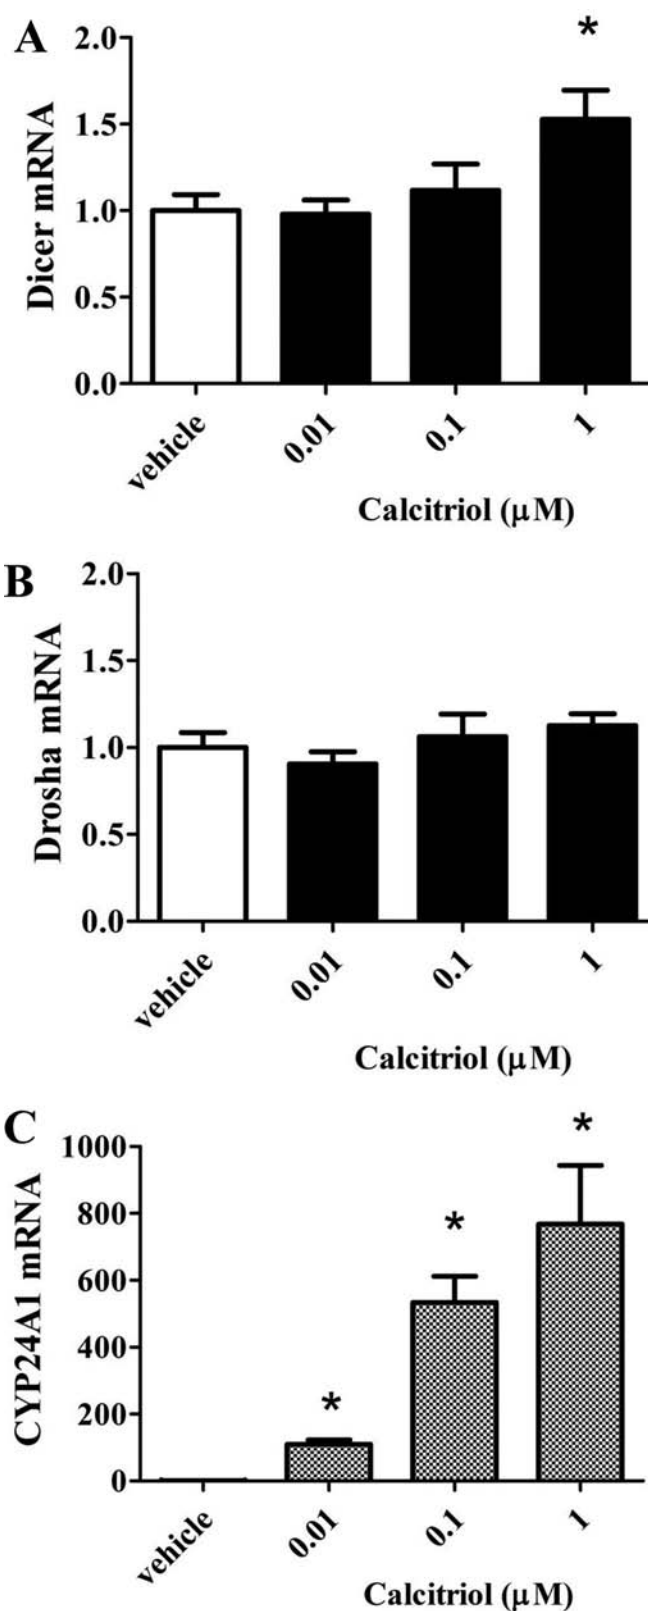 A
Dicer mRNA
2.0
1.5
1.0
0.5
0.0
*
vehicle
0.01
0.1
1
Calcitriol (μM)
B
Drosha mRNA
2.0
1.5
1.0
0.5
0.0
vehicle
0.01
0.1
1
Calcitriol (μM)
C
CYP24A1 mRNA
1000
800
600
400
200
0
*
*
*
vehicle
0.01
0.1
1
Calcitriol (μM)